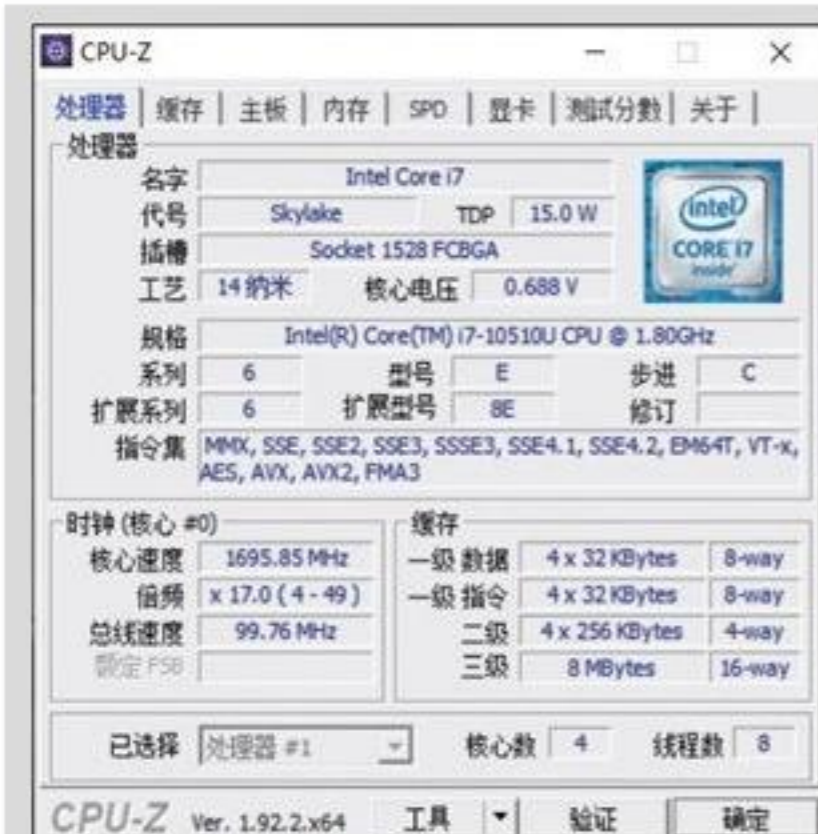 CPU-Z
处理器 缓存 主板 内存 SPD 显卡 测试分数 关于
处理器
名字 Intel Core i7
代号 Skylake TDP 15.0 W
插槽 Socket 1528 FCBGA
工艺 14 纳米 核心电压 0.688 V
intel CORE i7 inside
规格 Intel(R) Core(TM) i7-10510U CPU @ 1.80GHz
系列 6 型号 E 步进 C
扩展系列 6 扩展型号 8E 修订
指令集 MMX, SSE, SSE2, SSE3, SSSE3, SSE4.1, SSE4.2, EM64T, VT-x,
AES, AVX, AVX2, FMA3
时钟 (核心 #0) 缓存
核心速度 1695.85 MHz 一级 数据 4 x 32 KBytes 8-way
倍频 x 17.0 ( 4 - 49 ) 一级 指令 4 x 32 KBytes 8-way
总线速度 99.76 MHz 二级 4 x 256 KBytes 4-way
额定 FSB 三级 8 MBytes 16-way
已选择 处理器 #1 核心数 4 线程数 8
CPU-Z Ver. 1.92.2.x64 工具 验证 确定